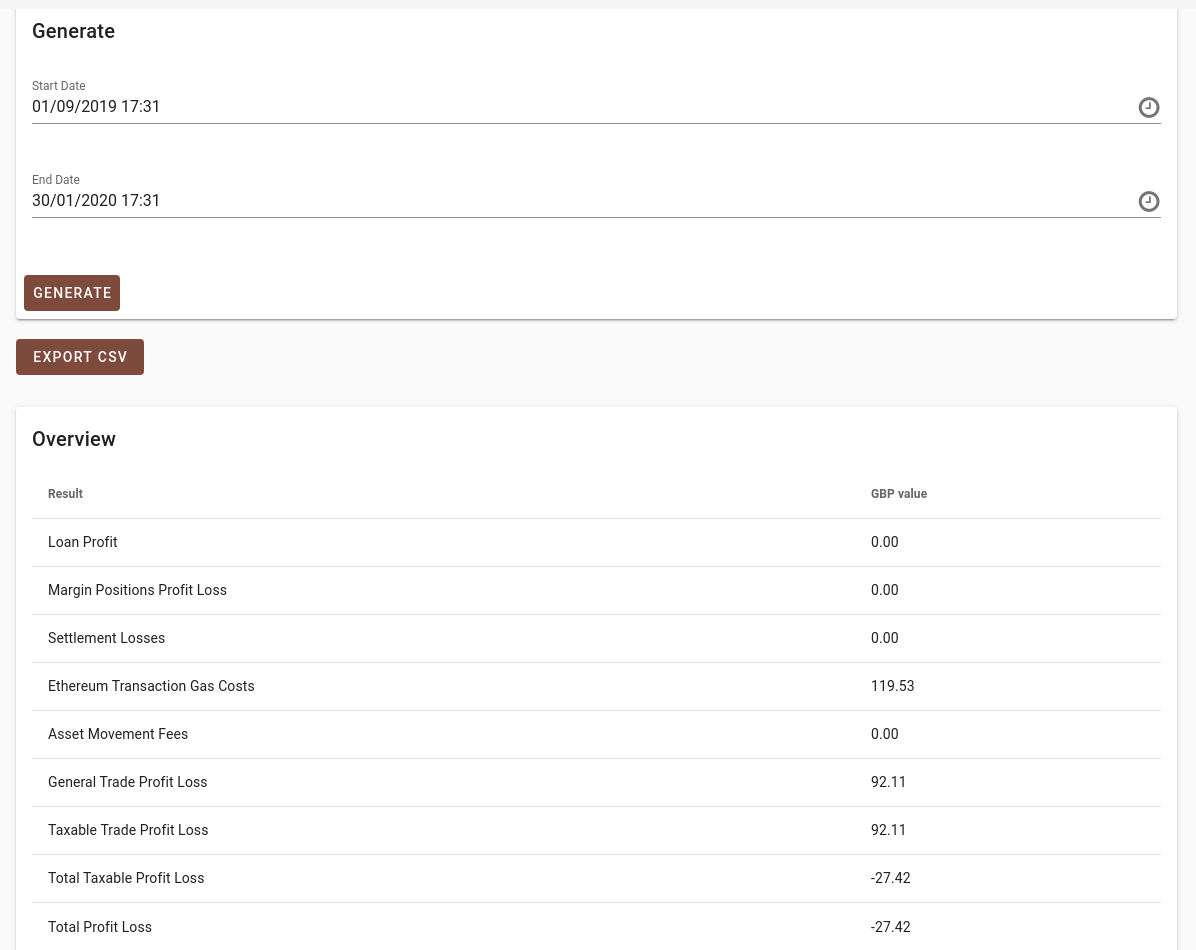 Generate
Start Date
01/09/2019 17:31
End Date
30/01/2020 17:31
GENERATE
EXPORT CSV
Overview
Result GBP value
Loan Profit 0.00
Margin Positions Profit Loss 0.00
Settlement Losses 0.00
Ethereum Transaction Gas Costs 119.53
Asset Movement Fees 0.00
General Trade Profit Loss 92.11
Taxable Trade Profit Loss 92.11
Total Taxable Profit Loss -27.42
Total Profit Loss -27.42